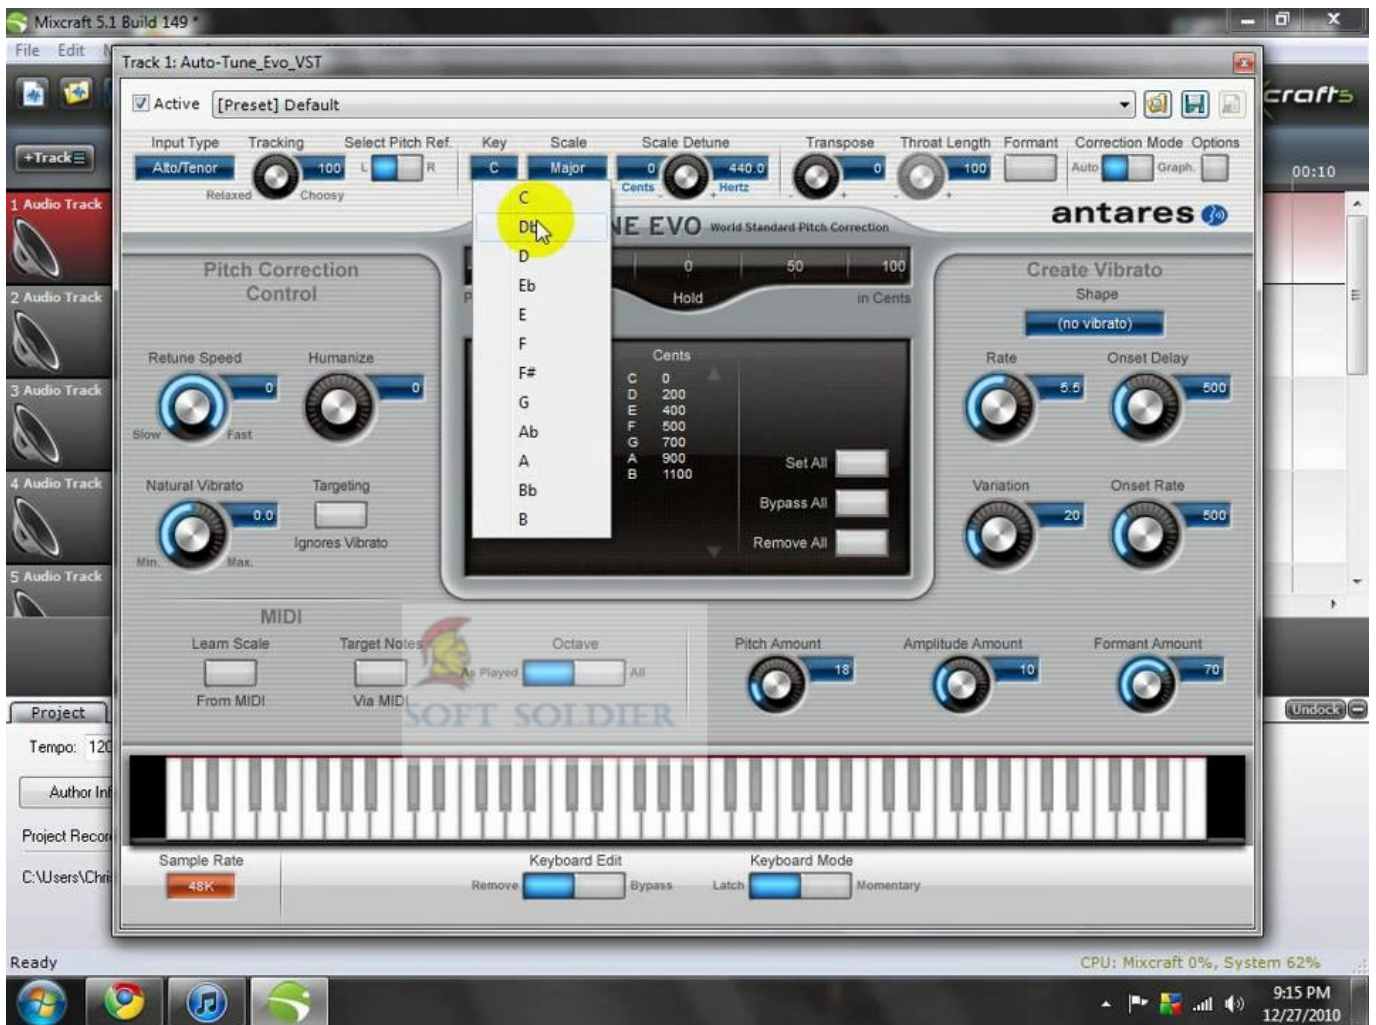 Mixcraft 5.1 Build 149 *
File Edit
Track 1: Auto-Tune_Evo_VST
Active [Preset] Default
crafts
Input Type Tracking Select Pitch Ref. Key Scale Scale Detune Transpose Throat Length Formant Correction Mode Options
+Track
Alto/Tenor 100 L R C Major 0 440.0 0 100 Auto Graph.
00:10
Relaxed Choosy Cents - + Hertz - + - +
1 Audio Track
C
antares
Db
NE EVO World Standard Pitch Correction
D
Pitch Correction
Control
0 50 100
Create Vibrato
Eb
2 Audio Track
Hold
in Cents
Shape
E
(no vibrato)
F
Retune Speed Humanize
Cents
Rate Onset Delay
F#
C 0
3 Audio Track
0 0
D 200
5.5 500
G
E 400
F 500
Slow Fast
Ab
G 700
A
A 900
Set All
B 1100
4 Audio Track
Natural Vibrato Targeting
Bb
Variation Onset Rate
Bypass All
0.0
B
20 500
Ignores Vibrato
Remove All
Min. Max.
5 Audio Track
MIDI
Learn Scale Target Notes Octave
Pitch Amount Amplitude Amount Formant Amount
As Played All
18 10 70
From MIDI Via MIDI
SOFT SOLDIER
Project
Undock
Tempo: 120
Author Inf
Project Recor
Sample Rate Keyboard Edit Keyboard Mode
C:\Users\Chris
48K Remove Bypass Latch Momentary
Ready
CPU: Mixcraft 0%, System 62%
9:15 PM
12/27/2010